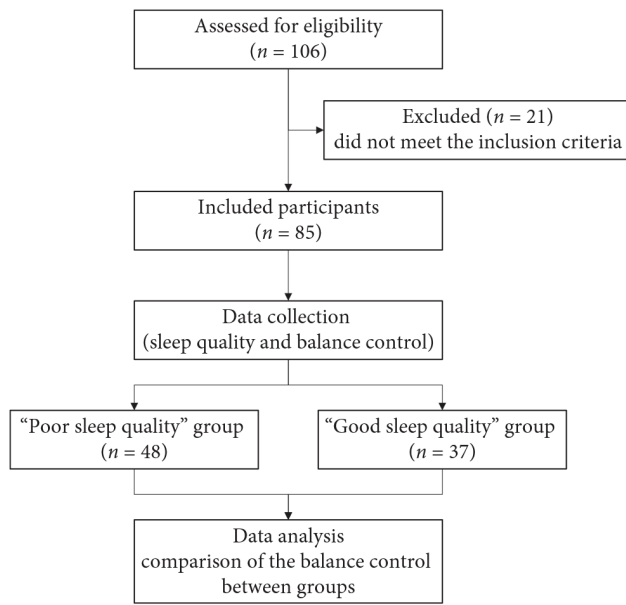 Assessed for eligibility
(n = 106)
Excluded (n = 21)
did not meet the inclusion criteria
Included participants
(n = 85)
Data collection
(sleep quality and balance control)
“Poor sleep quality” group
(n = 48)
“Good sleep quality” group
(n = 37)
Data analysis
comparison of the balance control
between groups